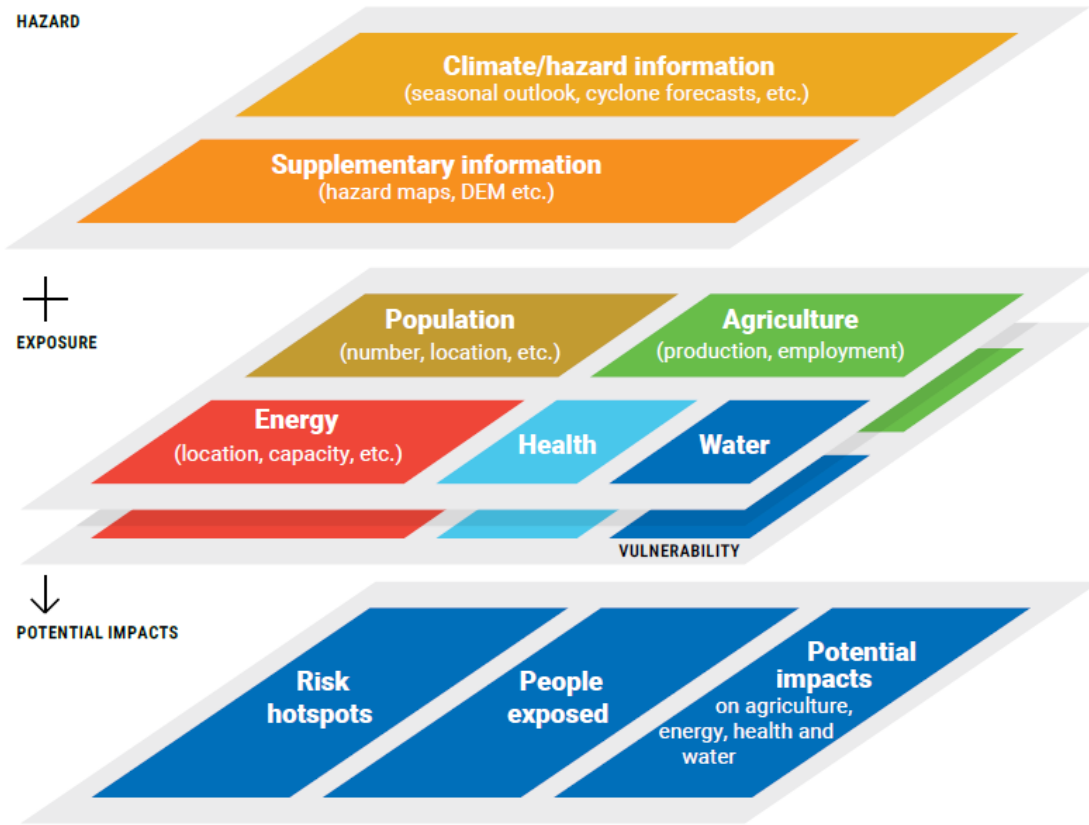 HAZARD
Climate/hazard information
(seasonal outlook, cyclone forecasts, etc.)
Supplementary information
(hazard maps, DEM etc.)
EXPOSURE
Population
(number, location, etc.)
Agriculture
(production, employment)
Energy
(location, capacity, etc.)
Health
Water
VULNERABILITY
POTENTIAL IMPACTS
Risk
hotspots
People
exposed
Potential
impacts
on agriculture,
energy, health and
water